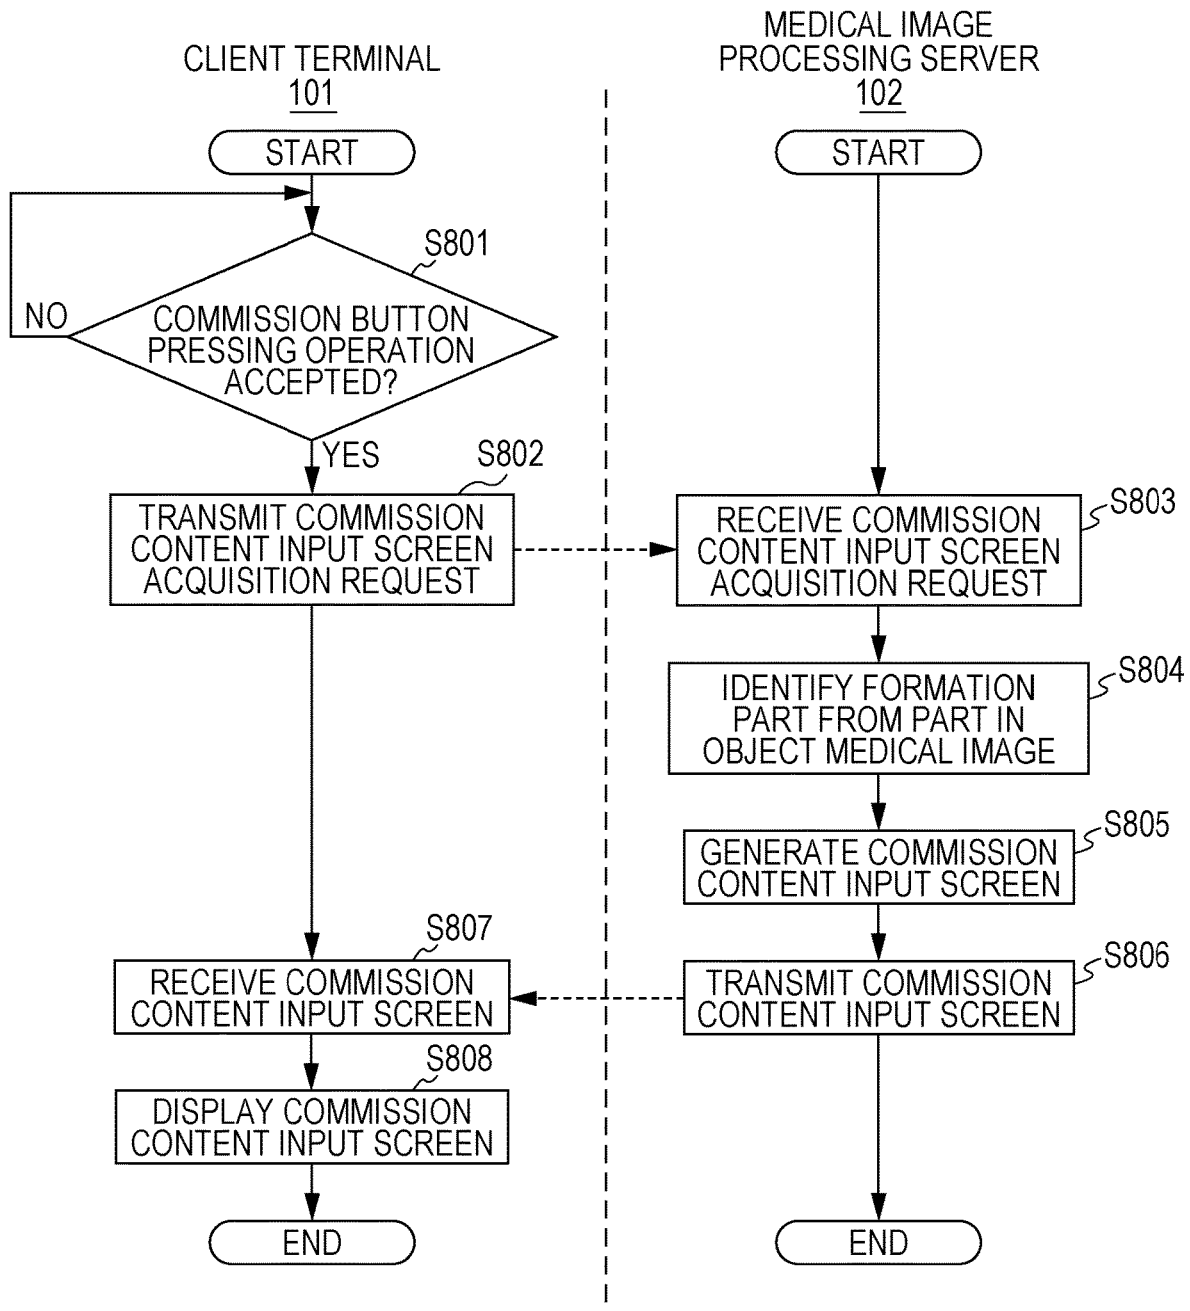 CLIENT TERMINAL
101
START
S801
COMMISSION BUTTON
PRESSING OPERATION
ACCEPTED?
NO
YES
S802
TRANSMIT COMMISSION
CONTENT INPUT SCREEN
ACQUISITION REQUEST
S807
RECEIVE COMMISSION
CONTENT INPUT SCREEN
S808
DISPLAY COMMISSION
CONTENT INPUT SCREEN
END
MEDICAL IMAGE
PROCESSING SERVER
102
START
S803
RECEIVE COMMISSION
CONTENT INPUT SCREEN
ACQUISITION REQUEST
S804
IDENTIFY FORMATION
PART FROM PART IN
OBJECT MEDICAL IMAGE
S805
GENERATE COMMISSION
CONTENT INPUT SCREEN
S806
TRANSMIT COMMISSION
CONTENT INPUT SCREEN
END